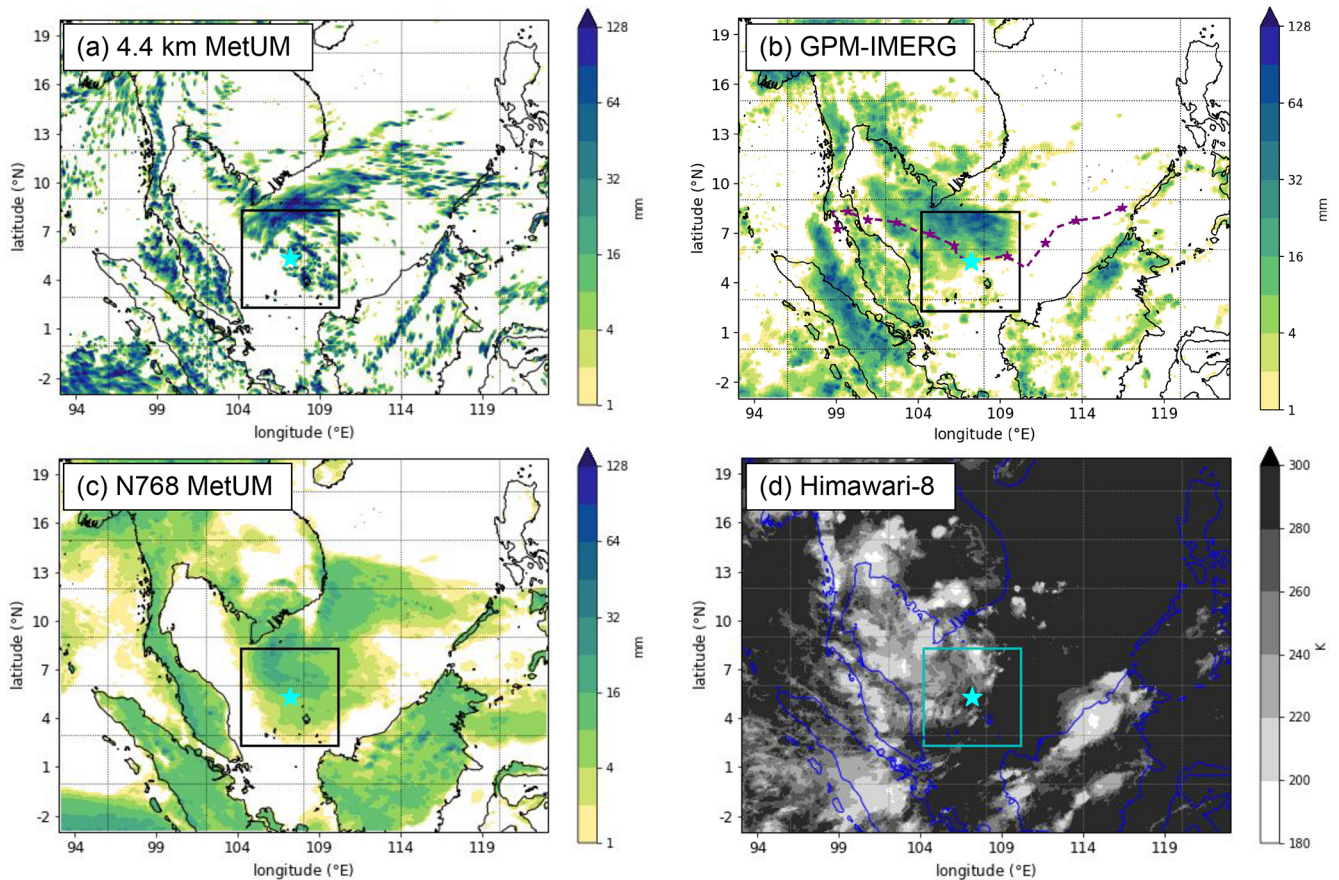 (a) 4.4 km MetUM
19
16
13
10
7
4
1
-2
latitude (°N)
94 99 104 109 114 119
longitude (°E)
128
64
32
16
4
1
mm
(b) GPM-IMERG
19
16
13
10
7
4
1
-2
latitude (°N)
94 99 104 109 114 119
longitude (°E)
128
64
32
16
4
1
mm
(c) N768 MetUM
19
16
13
10
7
4
1
-2
latitude (°N)
94 99 104 109 114 119
longitude (°E)
128
64
32
16
4
1
mm
(d) Himawari-8
19
16
13
10
7
4
1
-2
latitude (°N)
94 99 104 109 114 119
longitude (°E)
300
280
260
240
220
200
180
K